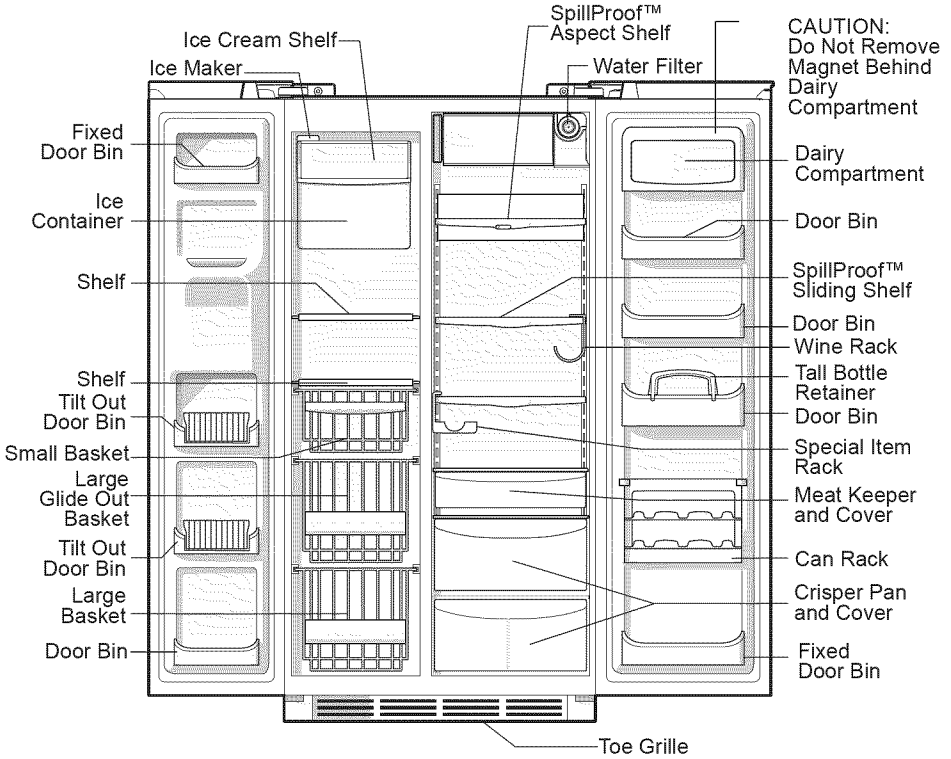 SpillProof™
Aspect Shelf
Ice Cream Shelf
Ice Maker
Water Filter
CAUTION:
Do Not Remove
Magnet Behind
Dairy
Compartment
Fixed
Door Bin
Dairy
Compartment
Ice
Container
Door Bin
Shelf
SpillProof™
Sliding Shelf
Door Bin
Wine Rack
Shelf
Tall Bottle
Retainer
Tilt Out
Door Bin
Door Bin
Small Basket
Special Item
Rack
Large
Glide Out
Basket
Meat Keeper
and Cover
Tilt Out
Door Bin
Can Rack
Large
Basket
Crisper Pan
and Cover
Door Bin
Fixed
Door Bin
Toe Grille